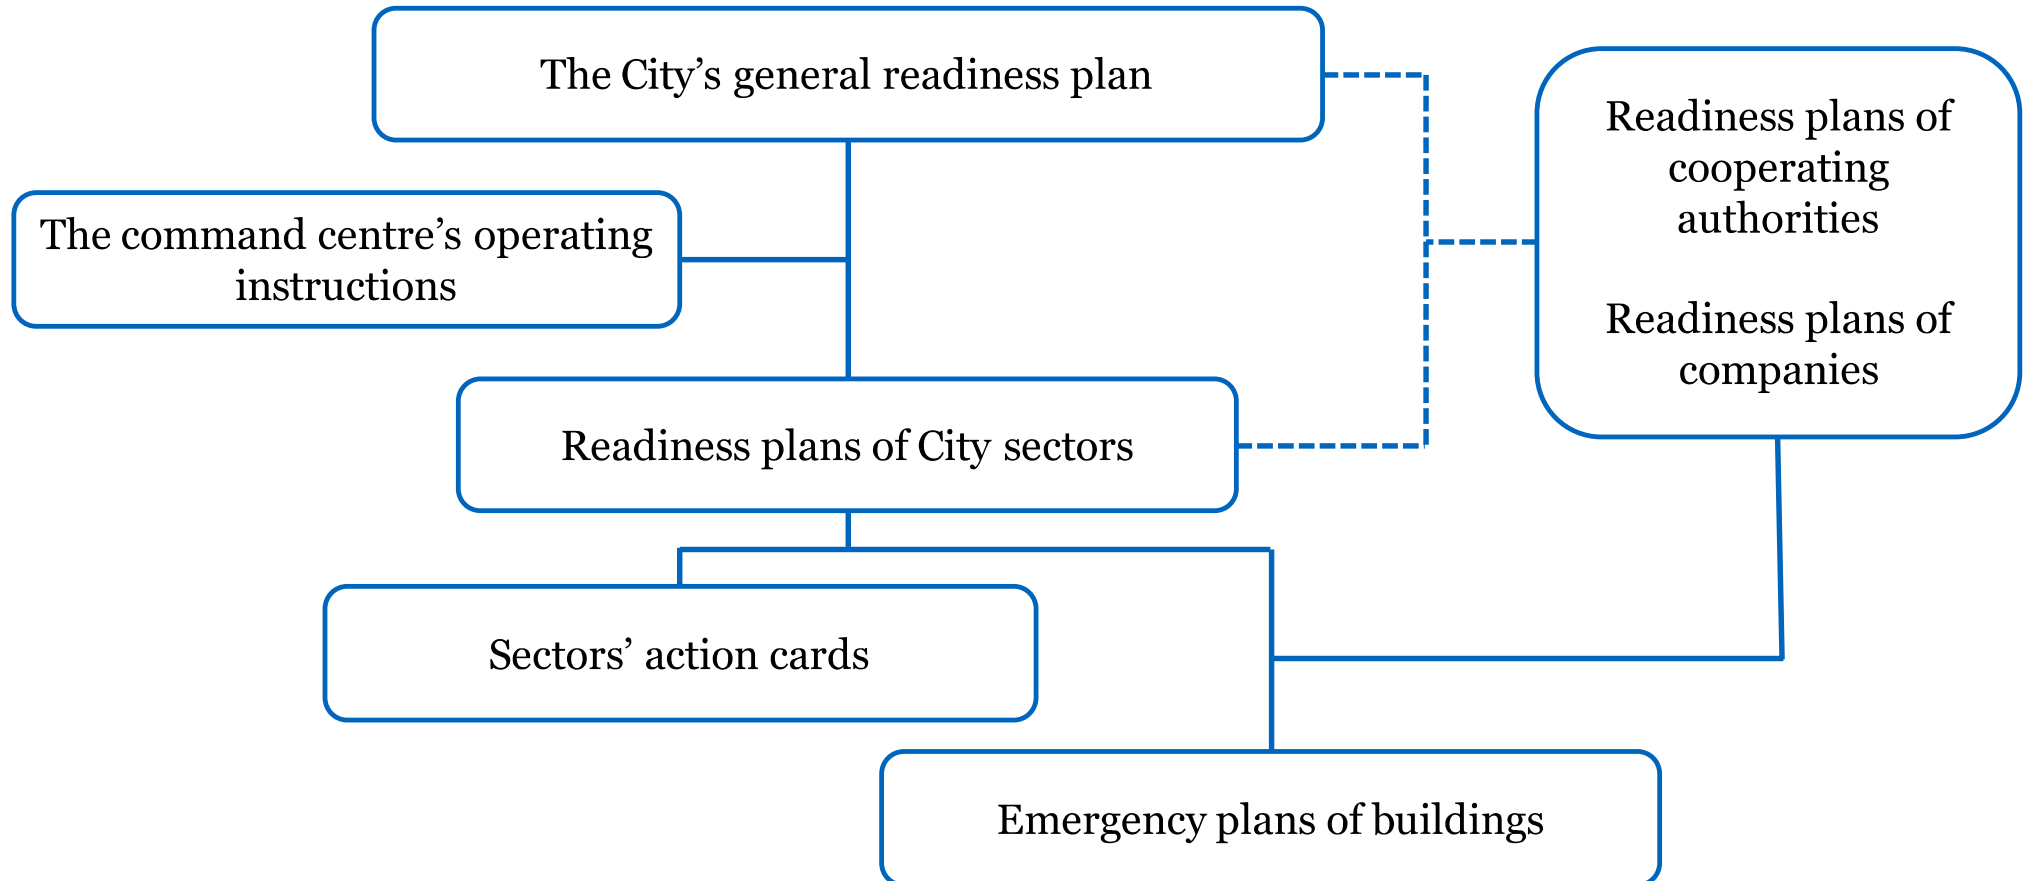 The City’s general readiness plan
Readiness plans of
cooperating
authorities
Readiness plans of
companies
The command centre’s operating
instructions
Readiness plans of City sectors
Sectors’ action cards
Emergency plans of buildings